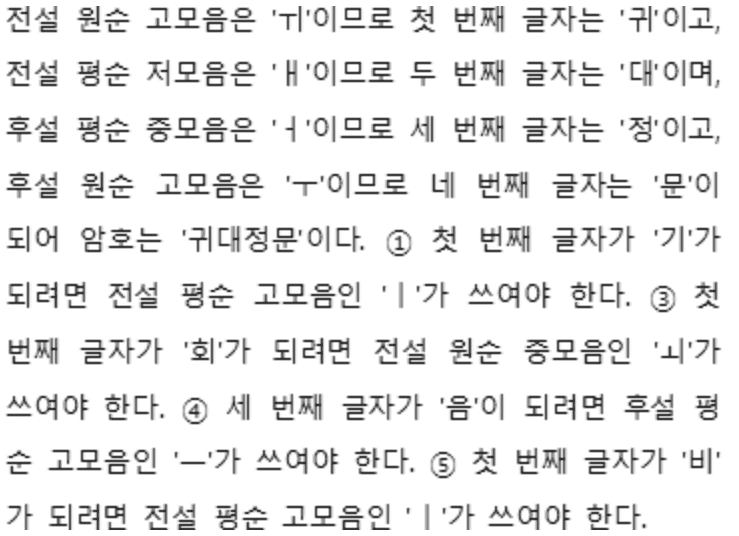 전설 원순 고모음은 'ㅟ'이므로 첫 번째 글자는 '귀'이고,
전설 평순 저모음은 'ㅐ'이므로 두 번째 글자는 '대'이며,
후설 평순 중모음은 'ㅓ'이므로 세 번째 글자는 '정'이고,
후설 원순 고모음은 'ㅜ'이므로 네 번째 글자는 '문'이
되어 암호는 '귀대정문'이다. ① 첫 번째 글자가 '기'가
되려면 전설 평순 고모음인 'ㅣ'가 쓰여야 한다. ③ 첫
번째 글자가 '회'가 되려면 전설 원순 중모음인 'ㅚ'가
쓰여야 한다. ④ 세 번째 글자가 '음'이 되려면 후설 평
순 고모음인 'ㅡ'가 쓰여야 한다. ⑤ 첫 번째 글자가 '비'
가 되려면 전설 평순 고모음인 'ㅣ'가 쓰여야 한다.